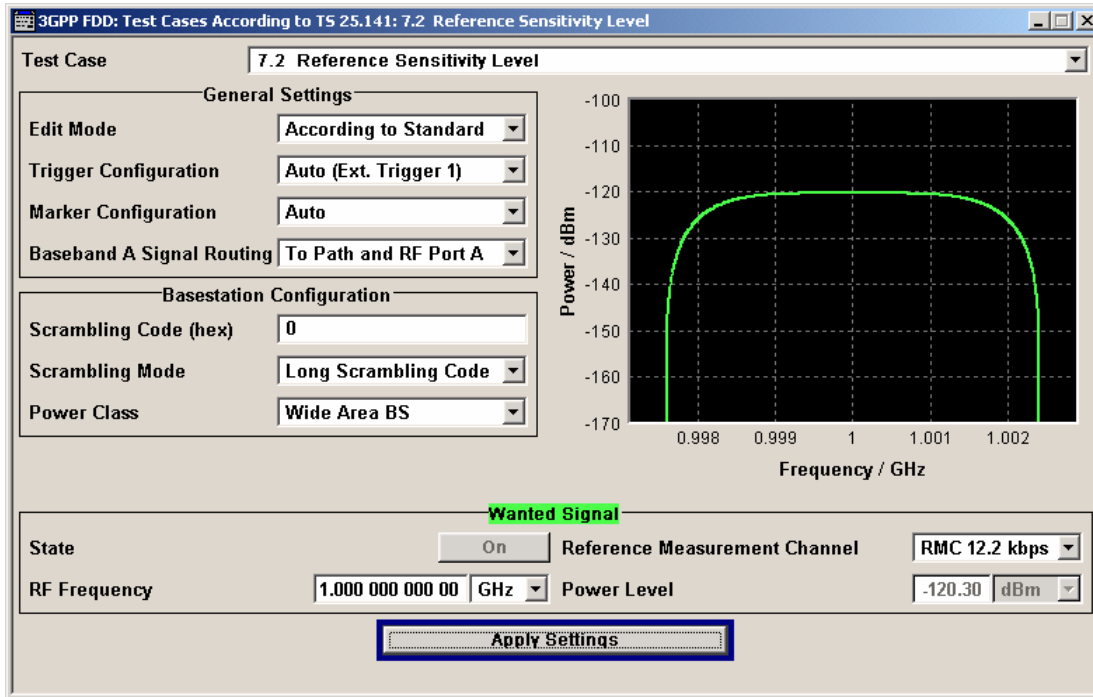 3GPP FDD: Test Cases According to TS 25.141: 7.2 Reference Sensitivity Level
Test Case 7.2 Reference Sensitivity Level
General Settings
Edit Mode According to Standard
Trigger Configuration Auto (Ext. Trigger 1)
Marker Configuration Auto
Baseband A Signal Routing To Path and RF Port A
Basestation Configuration
Scrambling Code (hex) 0
Scrambling Mode Long Scrambling Code
Power Class Wide Area BS
Power / dBm
-100
-110
-120
-130
-140
-150
-160
-170
0.998 0.999 1 1.001 1.002
Frequency / GHz
Wanted Signal
State On Reference Measurement Channel RMC 12.2 kbps
RF Frequency 1.000 000 000 00 GHz Power Level -120.30 dBm
Apply Settings